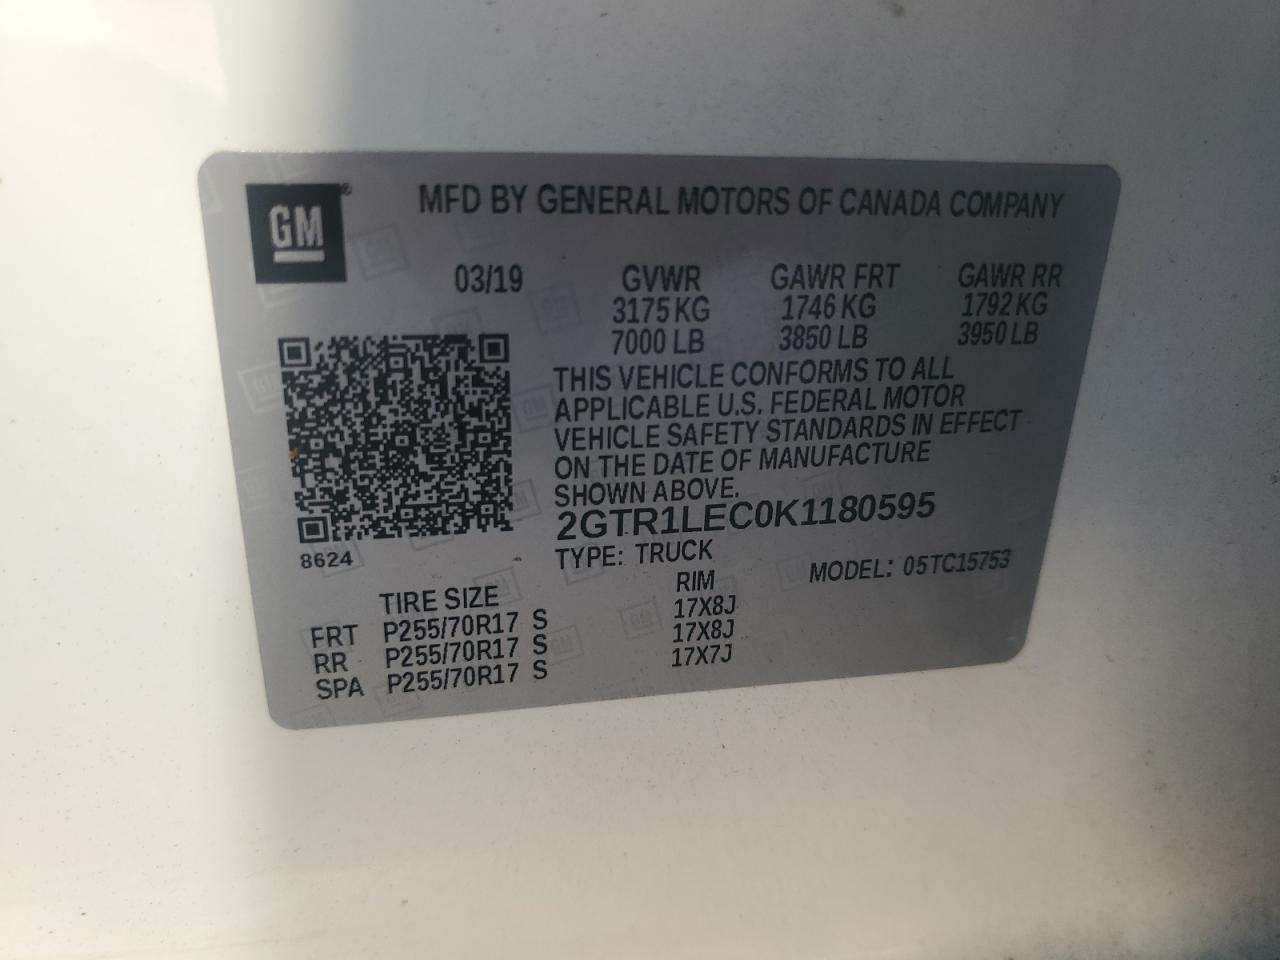 GM®
MFD BY GENERAL MOTORS OF CANADA COMPANY
03/19 GVWR GAWR FRT GAWR RR
3175 KG 1746 KG 1792 KG
7000 LB 3850 LB 3950 LB
THIS VEHICLE CONFORMS TO ALL
APPLICABLE U.S. FEDERAL MOTOR
VEHICLE SAFETY STANDARDS IN EFFECT
ON THE DATE OF MANUFACTURE
SHOWN ABOVE.
2GTR1LEC0K1180595
8624
TYPE: TRUCK MODEL: 05TC15753
TIRE SIZE RIM
FRT P255/70R17 S 17X8J
RR P255/70R17 S 17X8J
SPA P255/70R17 S 17X7J